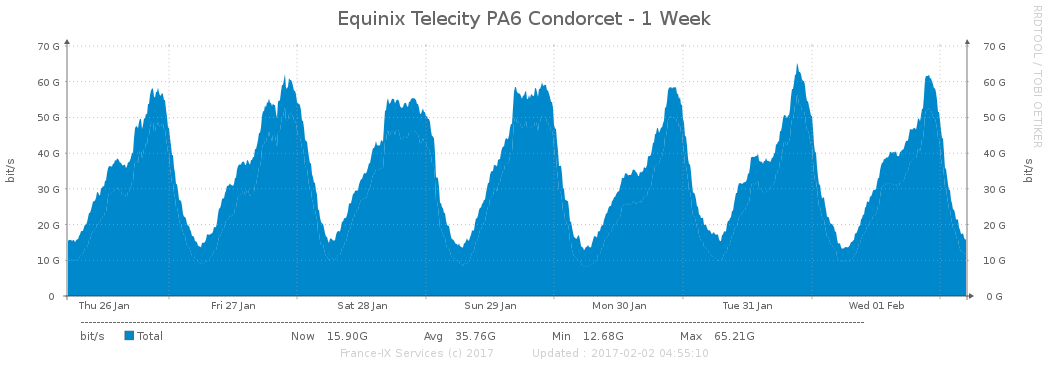 Equinix Telecity PA6 Condorcet - 1 Week
RRDTOOL / TOBI OETIKER
bit/s
70 G
60 G
50 G
40 G
30 G
20 G
10 G
0
70 G
60 G
50 G
40 G
30 G
20 G
10 G
0 G
bit/s
Thu 26 Jan Fri 27 Jan Sat 28 Jan Sun 29 Jan Mon 30 Jan Tue 31 Jan Wed 01 Feb
bit/s Total Now 15.90G Avg 35.76G Min 12.68G Max 65.21G
France-IX Services (c) 2017 Updated : 2017-02-02 04:55:10